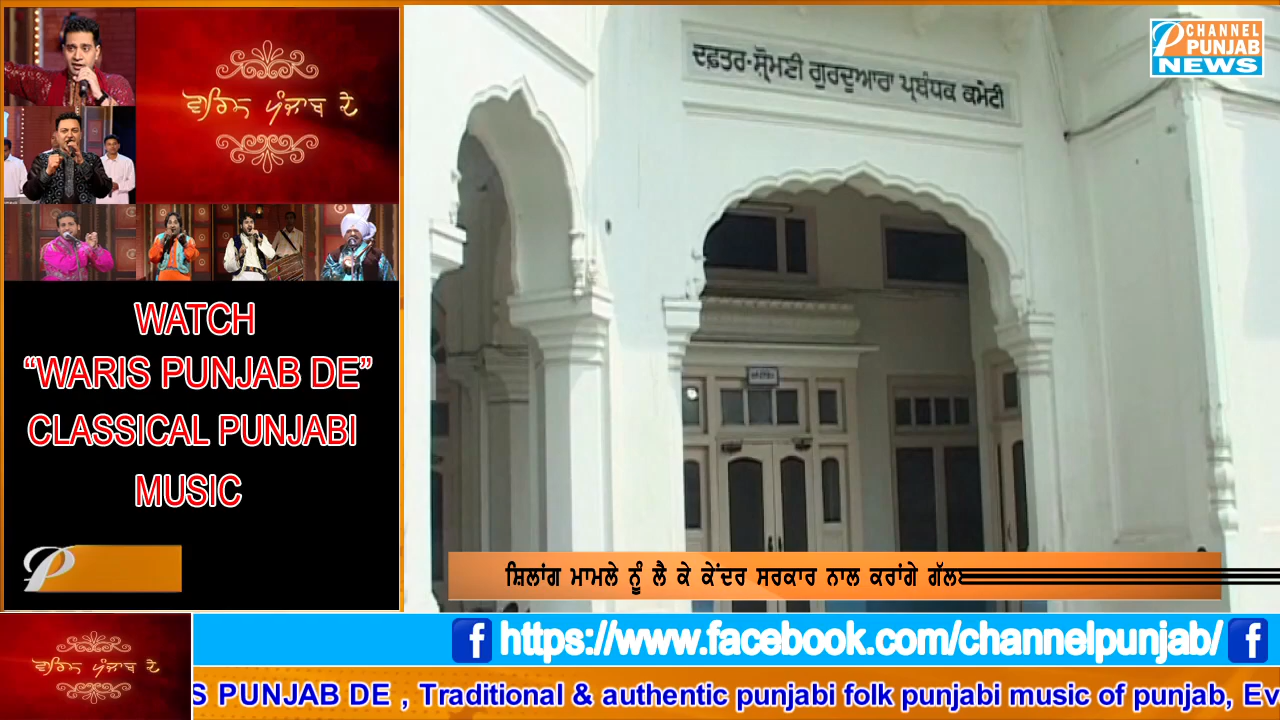 ਵਾਰਿਸ ਪੰਜਾਬ ਦੇ
WATCH
“WARIS PUNJAB DE”
CLASSICAL PUNJABI
MUSIC
P
ਦਫ਼ਤਰ-ਸ਼੍ਰੋਮਣੀ ਗੁਰਦੁਆਰਾ ਪ੍ਰਬੰਧਕ ਕਮੇਟੀ
CHANNEL
PUNJAB
NEWS
ਸ਼ਿਲਾਂਗ ਮਾਮਲੇ ਨੂੰ ਲੈ ਕੇ ਕੇਂਦਰ ਸਰਕਾਰ ਨਾਲ ਕਰਾਂਗੇ ਗੱਲ
https://www.facebook.com/channelpunjab/
ਵਾਰਿਸ ਪੰਜਾਬ ਦੇ
S PUNJAB DE , Traditional & authentic punjabi folk punjabi music of punjab, Ev